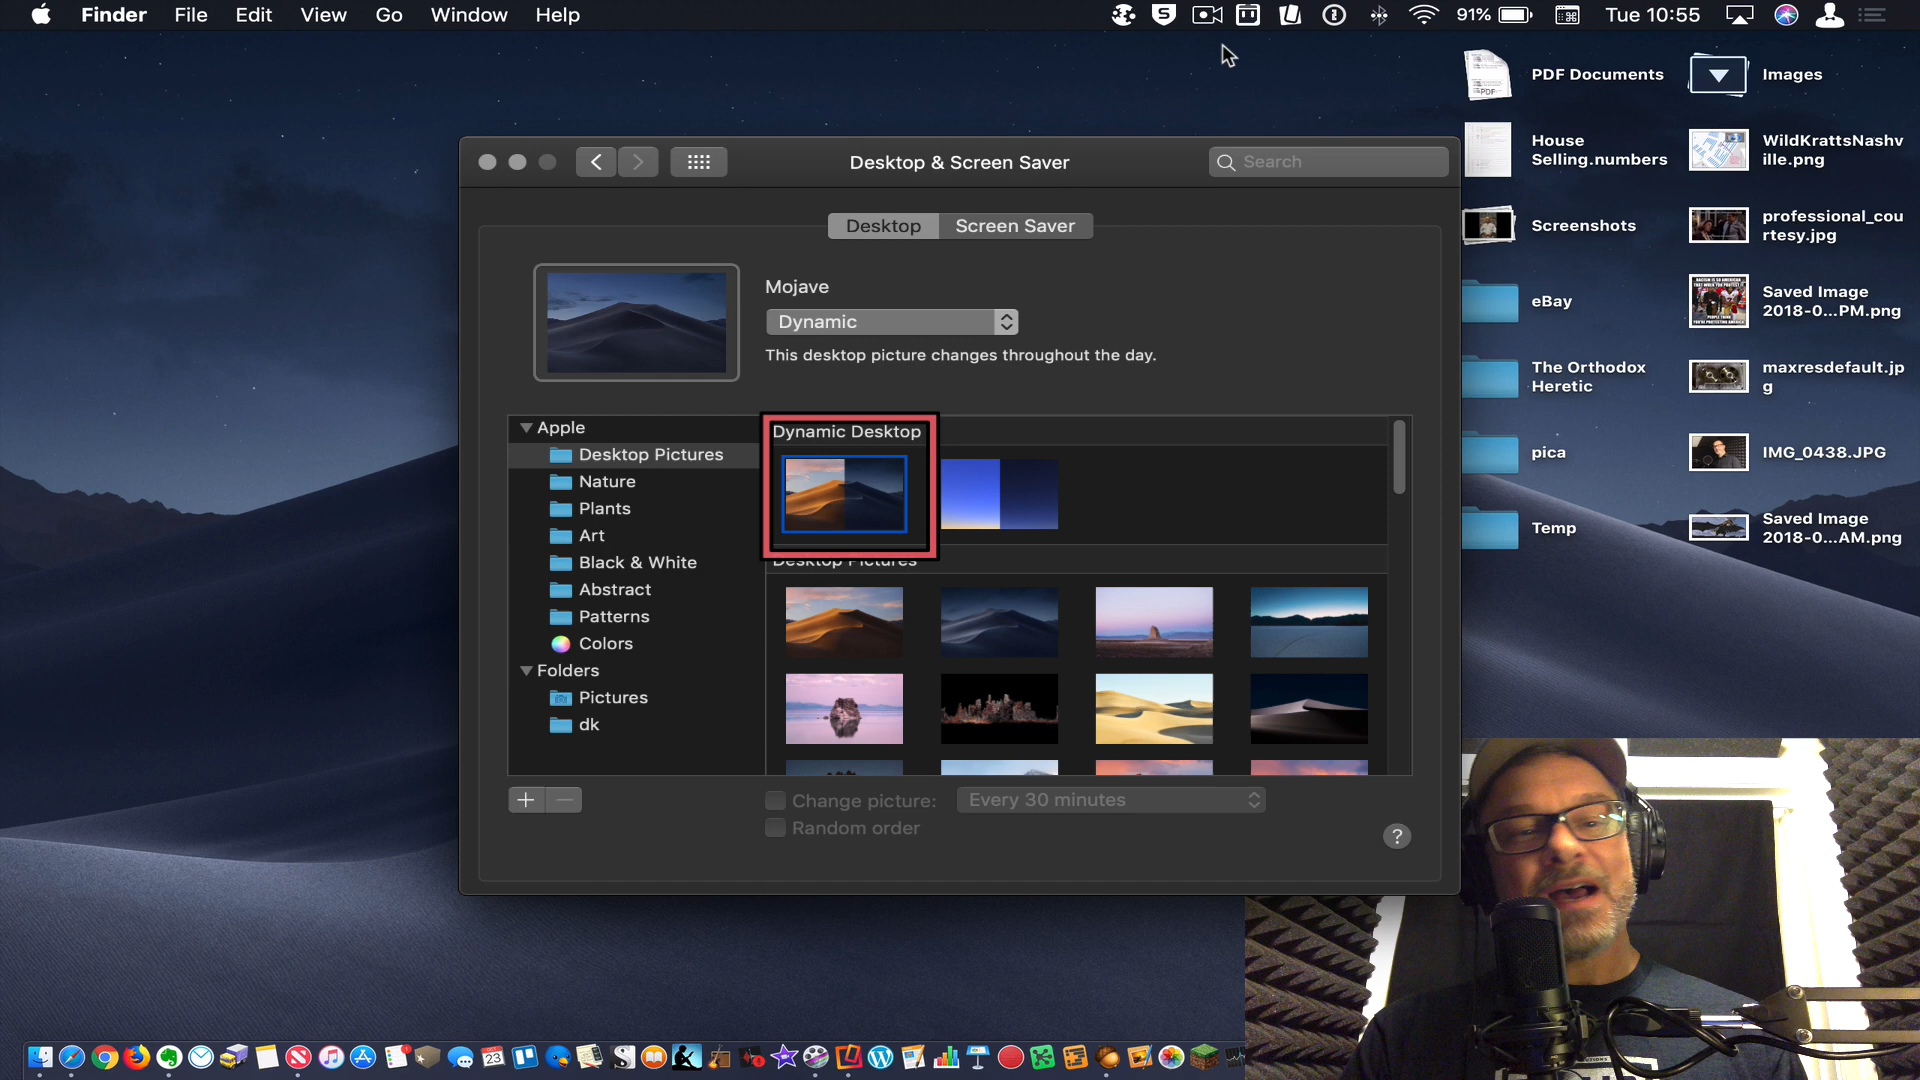 Finder File Edit View Go Window Help 91% Tue 10:55
PDF Documents
Images
House
Selling.numbers
WildKrattsNashv
ille.png
Screenshots
professional_cou
rtesy.jpg
eBay
Saved Image
2018-0...PM.png
The Orthodox
Heretic
maxresdefault.jp
g
pica
IMG_0438.JPG
Temp
Saved Image
2018-0...AM.png
Desktop & Screen Saver
Search
Desktop
Screen Saver
Mojave
Dynamic
This desktop picture changes throughout the day.
Apple
Desktop Pictures
Nature
Plants
Art
Black & White
Abstract
Patterns
Colors
Folders
Pictures
dk
Dynamic Desktop
Desktop Pictures
Change picture:
Every 30 minutes
Random order
?
PDF
23